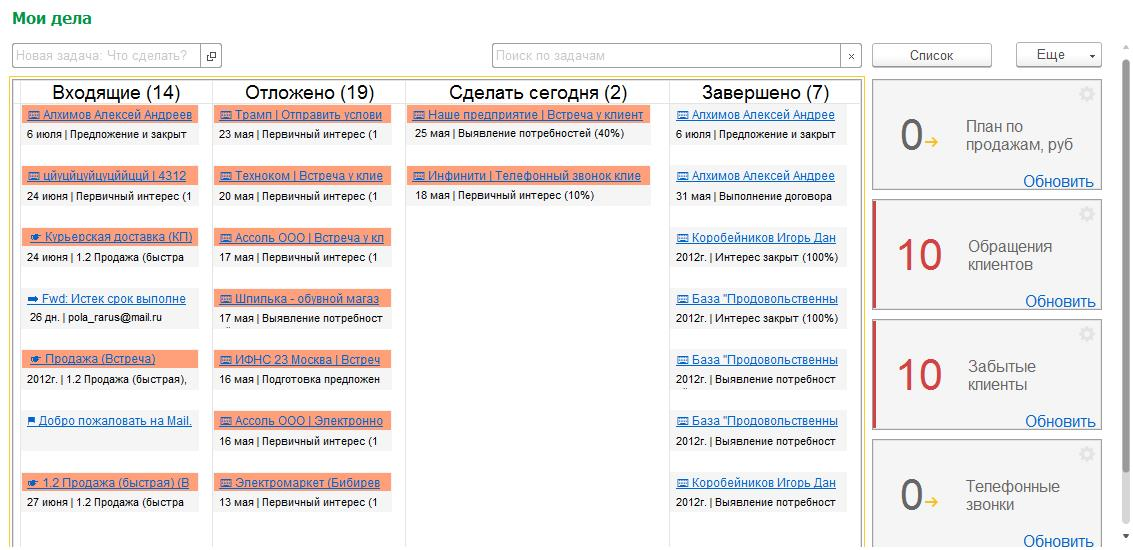 Мои дела
Новая задача: Что сделать?
Поиск по задачам
Список
Еще
Входящие (14)
Алхимов Алексей Андреев
6 июля | Предложение и закрыт
цйуцйцуйцуййццй | 4312
24 июня | Первичный интерес (1
Курьерская доставка (КП)
24 июня | 1.2 Продажа (быстра
Fwd: Истек срок выполне
26 дн. | pola_rarus@mail.ru
Продажа (Встреча)
2012г. | 1.2 Продажа (быстрая),
Добро пожаловать на Mail.
1.2 Продажа (быстрая) (В
27 июня | 1.2 Продажа (быстра
Отложено (19)
Трамп | Отправить услови
23 мая | Первичный интерес (1
Техноком | Встреча у клие
20 мая | Первичный интерес (1
Ассоль ООО | Встреча у кл
17 мая | Первичный интерес (1
Шпилька - обувной магаз
17 мая | Выявление потребност
ИФНС 23 Москва | Встреч
16 мая | Подготовка предложен
Ассоль ООО | Электронно
16 мая | Первичный интерес (1
Электромаркет (Бибирев
13 мая | Первичный интерес (1
Сделать сегодня (2)
Наше предприятие | Встреча у клиент
25 мая | Выявление потребностей (40%)
Инфинити | Телефонный звонок клие
18 мая | Первичный интерес (10%)
Завершено (7)
Алхимов Алексей Андрее
6 июля | Предложение и закрыт
Алхимов Алексей Андрее
31 мая | Выполнение договора
Коробейников Игорь Дан
2012г. | Интерес закрыт (100%)
База "Продовольственны
2012г. | Интерес закрыт (100%)
База "Продовольственны
2012г. | Выявление потребност
База "Продовольственны
2012г. | Выявление потребност
Коробейников Игорь Дан
2012г. | Выявление потребност
0
План по
продажам, руб
Обновить
10
Обращения
клиентов
Обновить
10
Забытые
клиенты
Обновить
0
Телефонные
звонки
Обновить